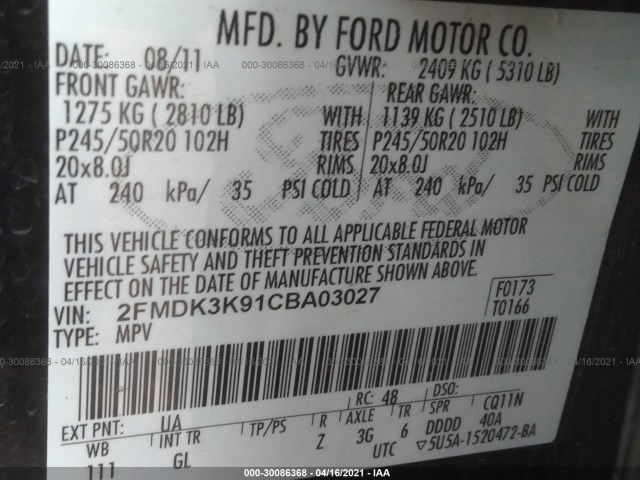 MFD. BY FORD MOTOR CO.
DATE: 08/11 GVWR: 2409 KG ( 5310 LB)
FRONT GAWR: REAR GAWR:
1275 KG ( 2810 LB) WITH 1139 KG ( 2510 LB) WITH
P245/50R20 102H TIRES P245/50R20 102H TIRES
20x8.0J RIMS 20x8.0J RIMS
AT 240 kPa/ 35 PSI COLD AT 240 kPa/ 35 PSI COLD
THIS VEHICLE CONFORMS TO ALL APPLICABLE FEDERAL MOTOR
VEHICLE SAFETY AND THEFT PREVENTION STANDARDS IN
EFFECT ON THE DATE OF MANUFACTURE SHOWN ABOVE.
VIN: 2FMDK3K91CBA03027 F0173
TYPE: MPV T0166
EXT PNT: UA RC: 48 DSO:
WB INT TR TP/PS R AXLE TR SPR CQ11N
111 GL Z 3G 6 DDDD 40A
UTC ▽5U5A-1520472-BA
000-30086368 - 04/16/2021 - IAA